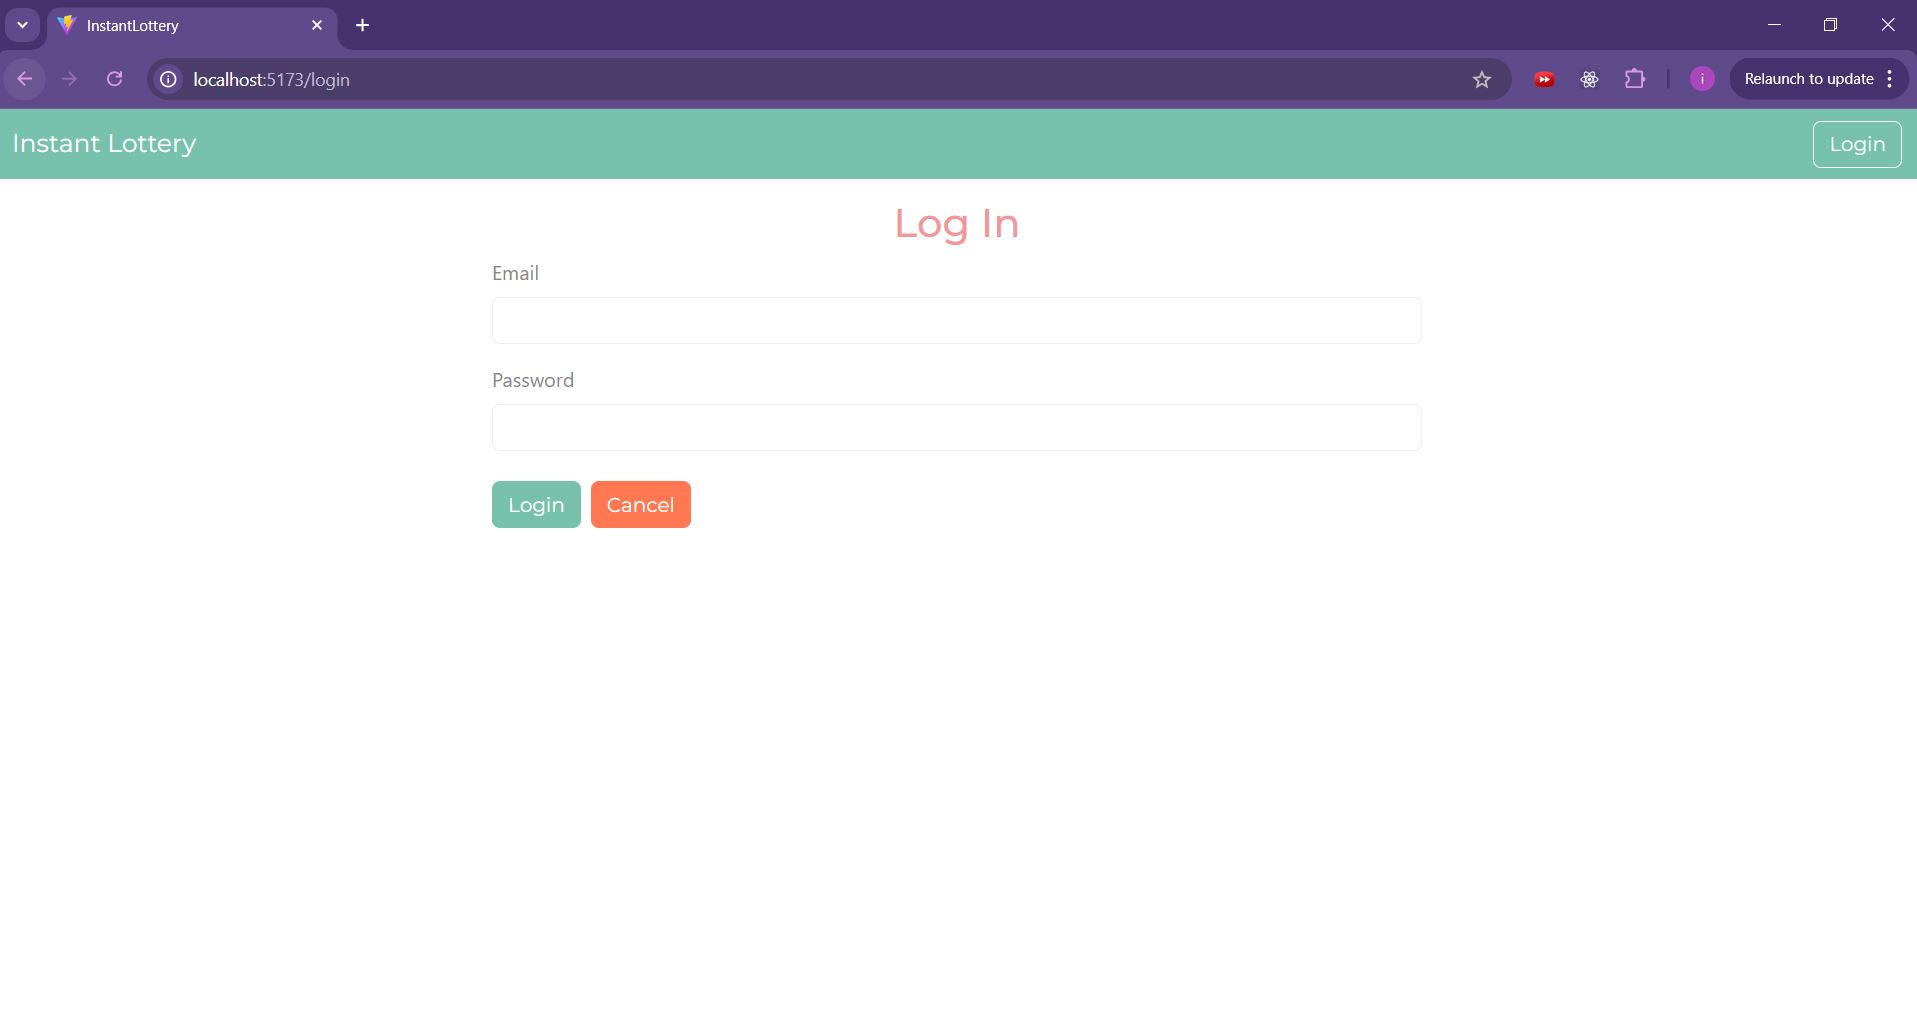 InstantLottery
localhost:5173/login
i
Relaunch to update
Instant Lottery
Login
Log In
Email
Password
Login Cancel